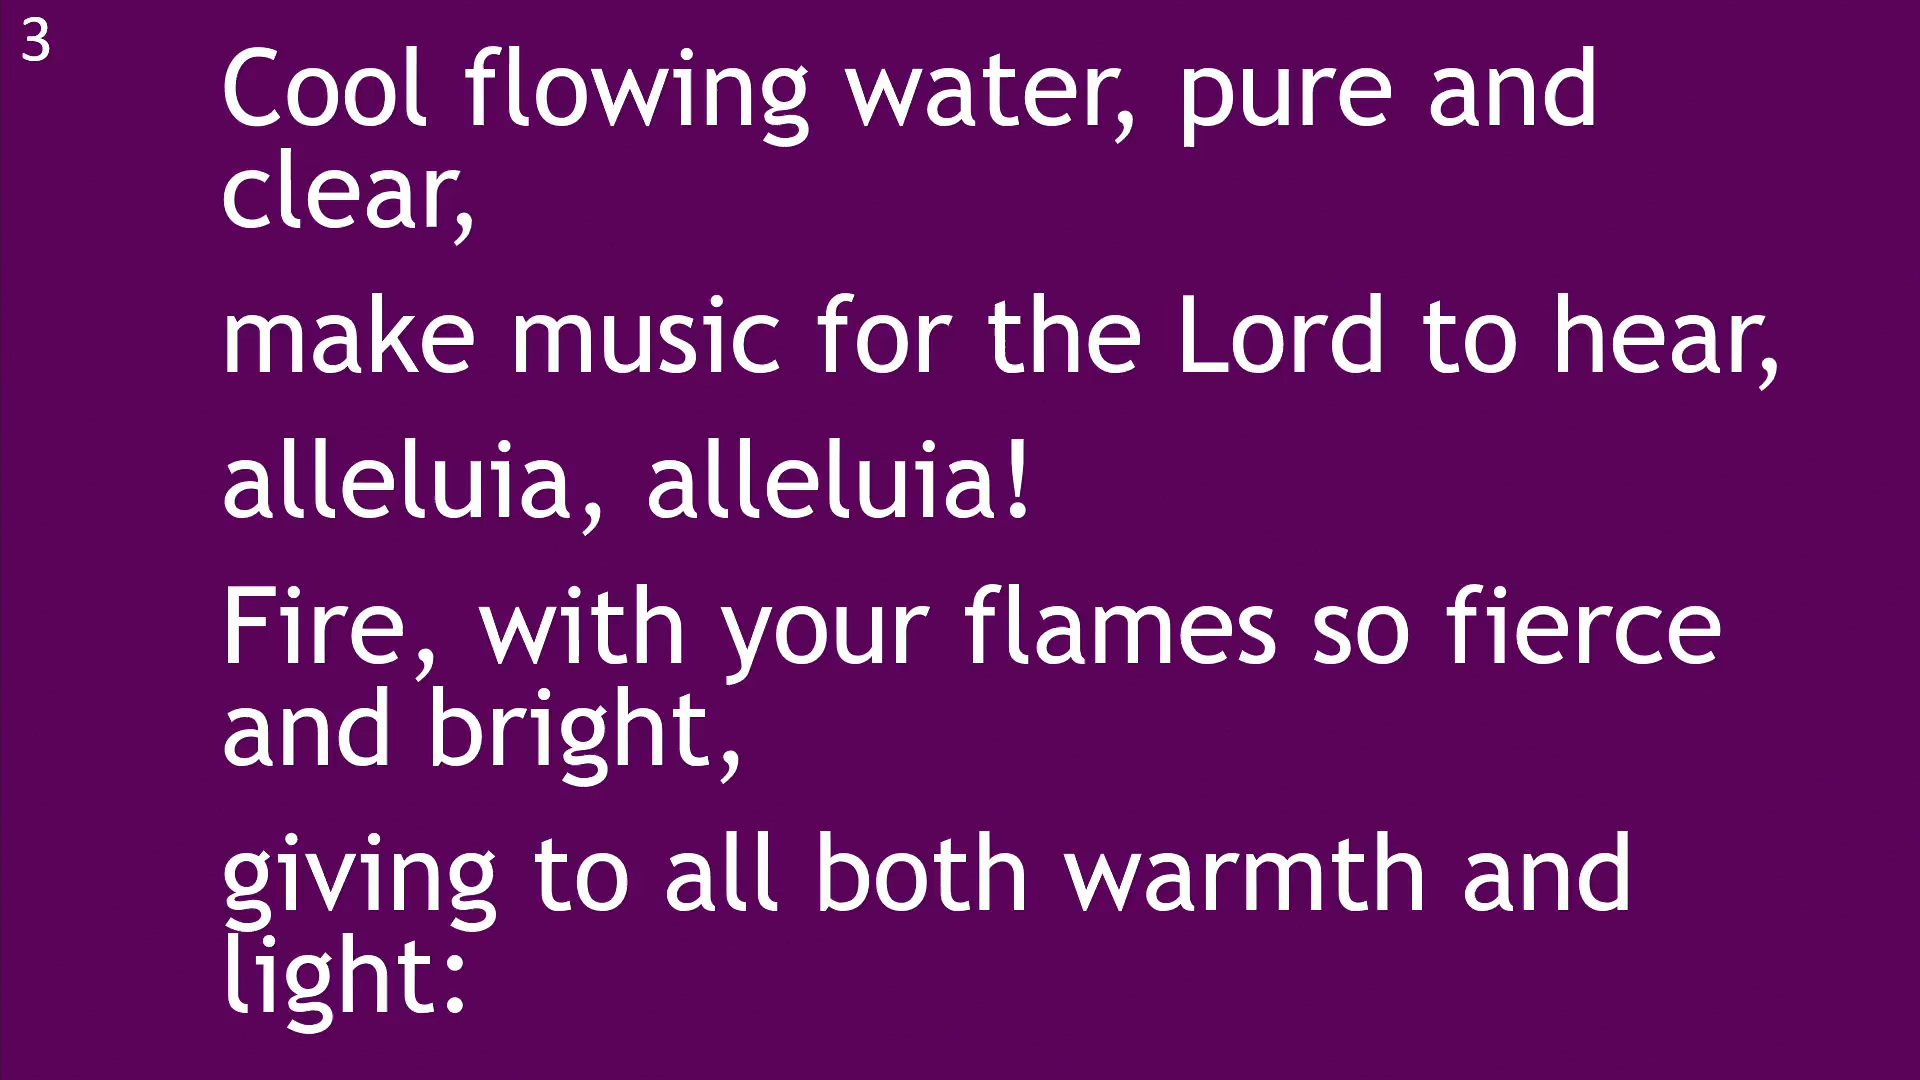 3
Cool flowing water, pure and
clear,
make music for the Lord to hear,
alleluia, alleluia!
Fire, with your flames so fierce
and bright,
giving to all both warmth and
light: